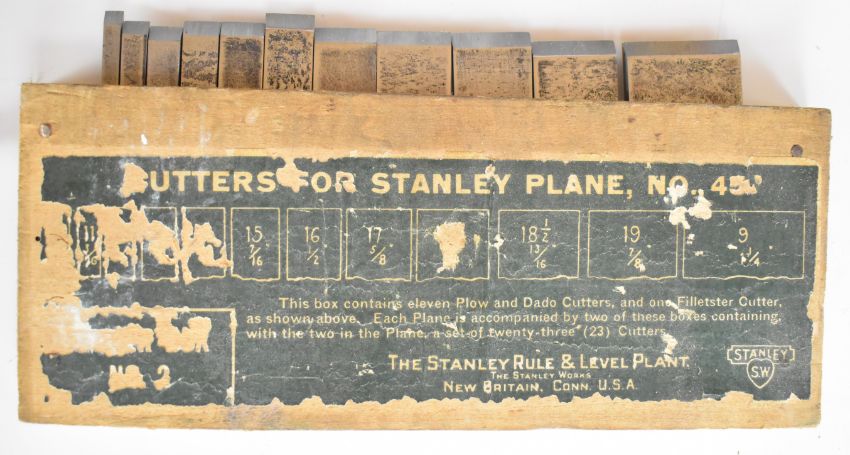 CUTTERS FOR STANLEY PLANE, NO. 45
15 16 17 18 1/2 19 9
7/16 1/2 5/8 13/16 7/8 1 1/4
This box contains eleven Plow and Dado Cutters, and one Filletster Cutter,
as shown above. Each Plane is accompanied by two of these boxes containing,
with the two in the Plane, a set of twenty-three (23) Cutters.
THE STANLEY RULE & LEVEL PLANT.
THE STANLEY WORKS
NEW BRITAIN, CONN. U.S.A.
STANLEY
S.W.